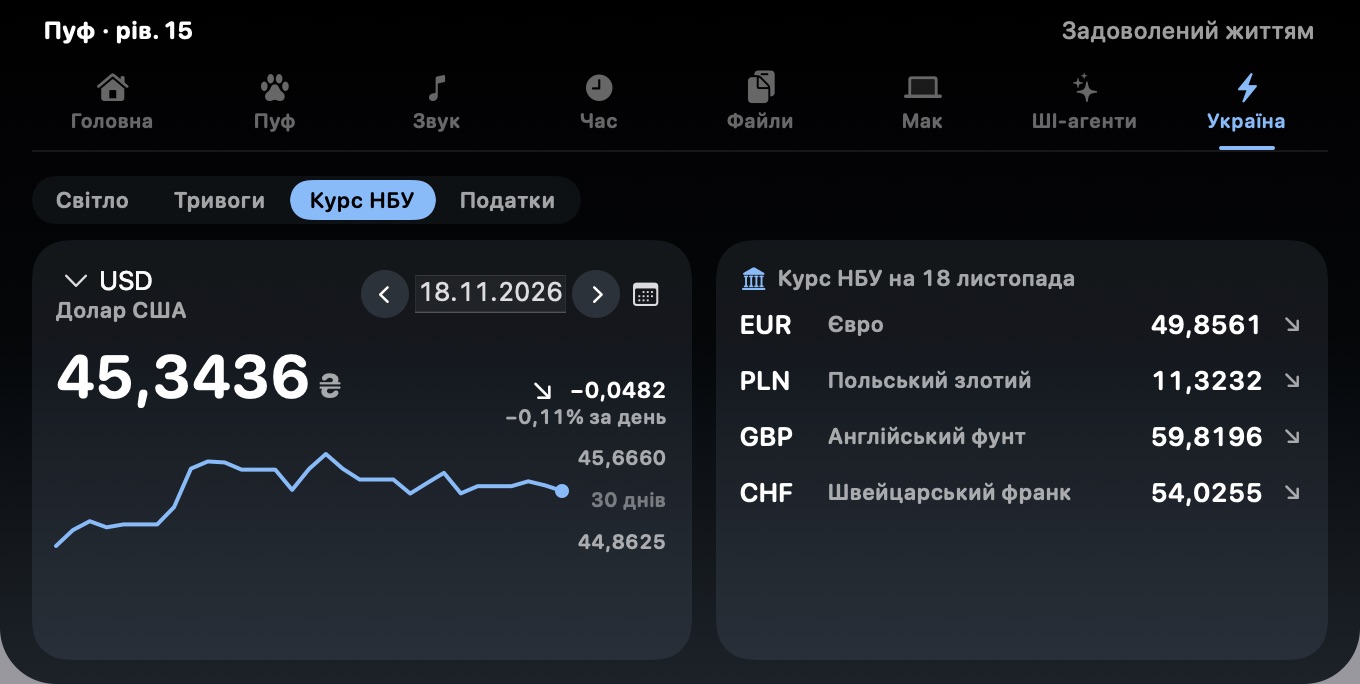 Пуф · рів. 15
Задоволений життям
Головна
Пуф
Звук
Час
Файли
Мак
ШІ-агенти
Україна
Світло
Тривоги
Курс НБУ
Податки
USD
Долар США
18.11.2026
45,3436 ₴
−0,0482
−0,11% за день
45,6660
30 днів
44,8625
Курс НБУ на 18 листопада
EUR Євро 49,8561
PLN Польський злотий 11,3232
GBP Англійський фунт 59,8196
CHF Швейцарський франк 54,0255